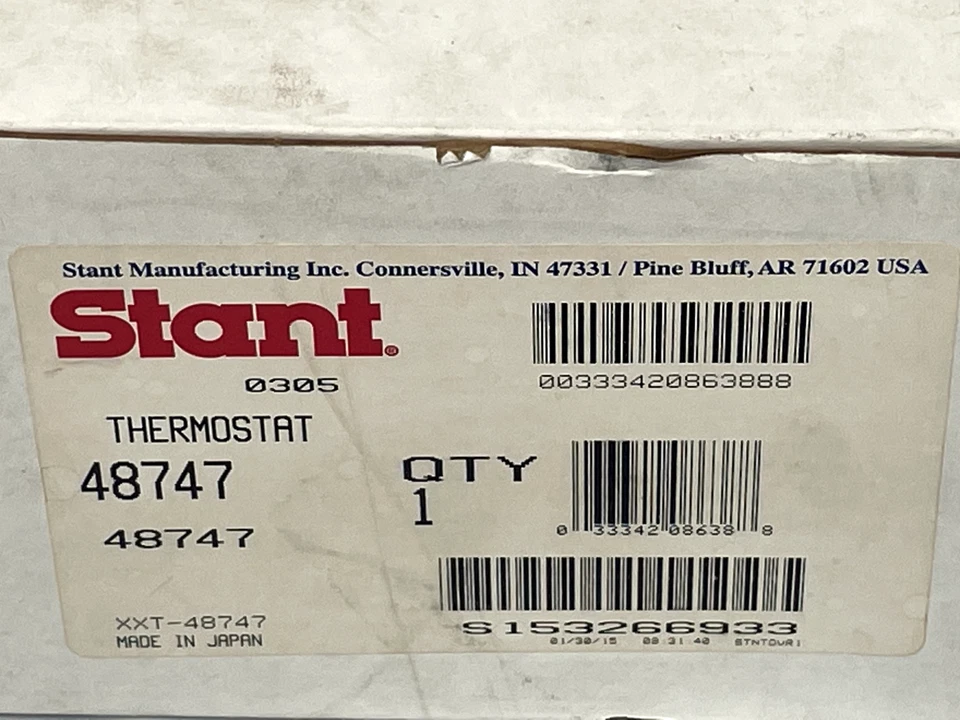 Stant Manufacturing Inc. Connersville, IN 47331 / Pine Bluff, AR 71602 USA
Stant®
0305
00333420863888
THERMOSTAT
48747
QTY
1
48747
0 33342 08638 8
XXT-48747
MADE IN JAPAN
S153266933
01/30/15 08:31:40 STNTDWR1